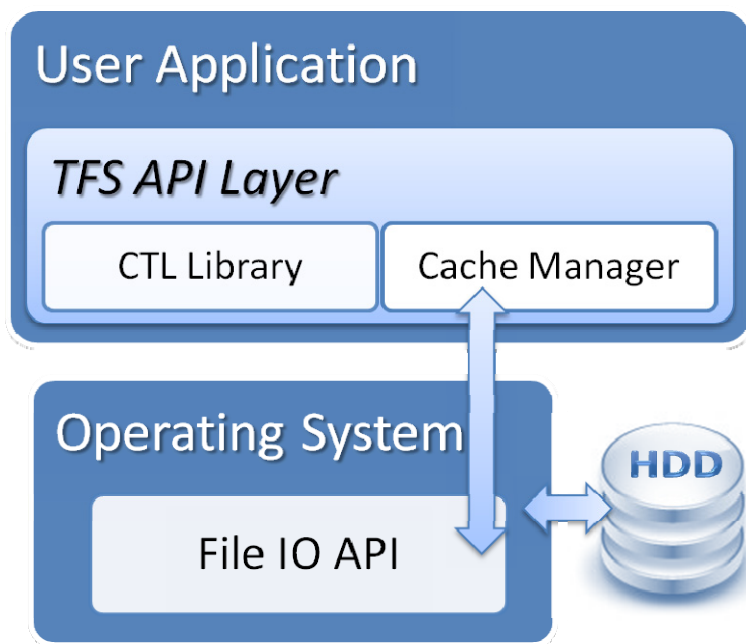 User Application
TFS API Layer
CTL Library
Cache Manager
Operating System
HDD
File IO API